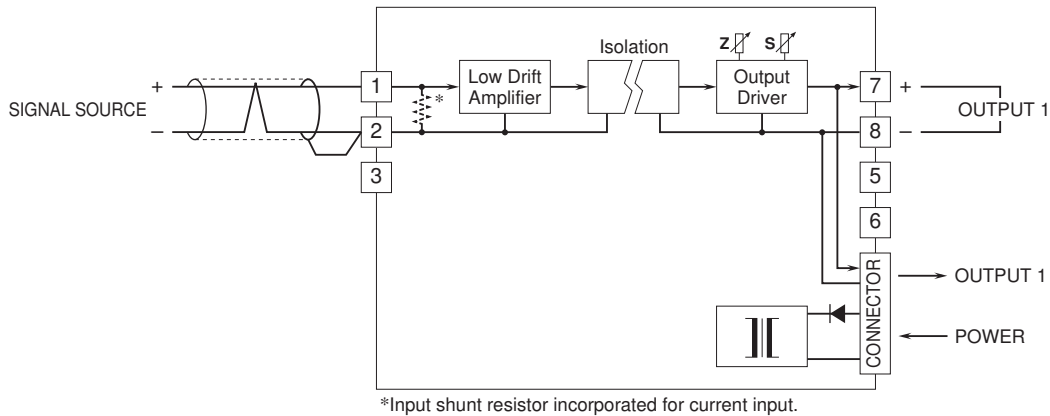 Isolation
Z S
+ 1 Low Drift Amplifier Output Driver 7 +
SIGNAL SOURCE * OUTPUT 1
– 2 8 –
3 5
6
CONNECTOR
OUTPUT 1
POWER
*Input shunt resistor incorporated for current input.